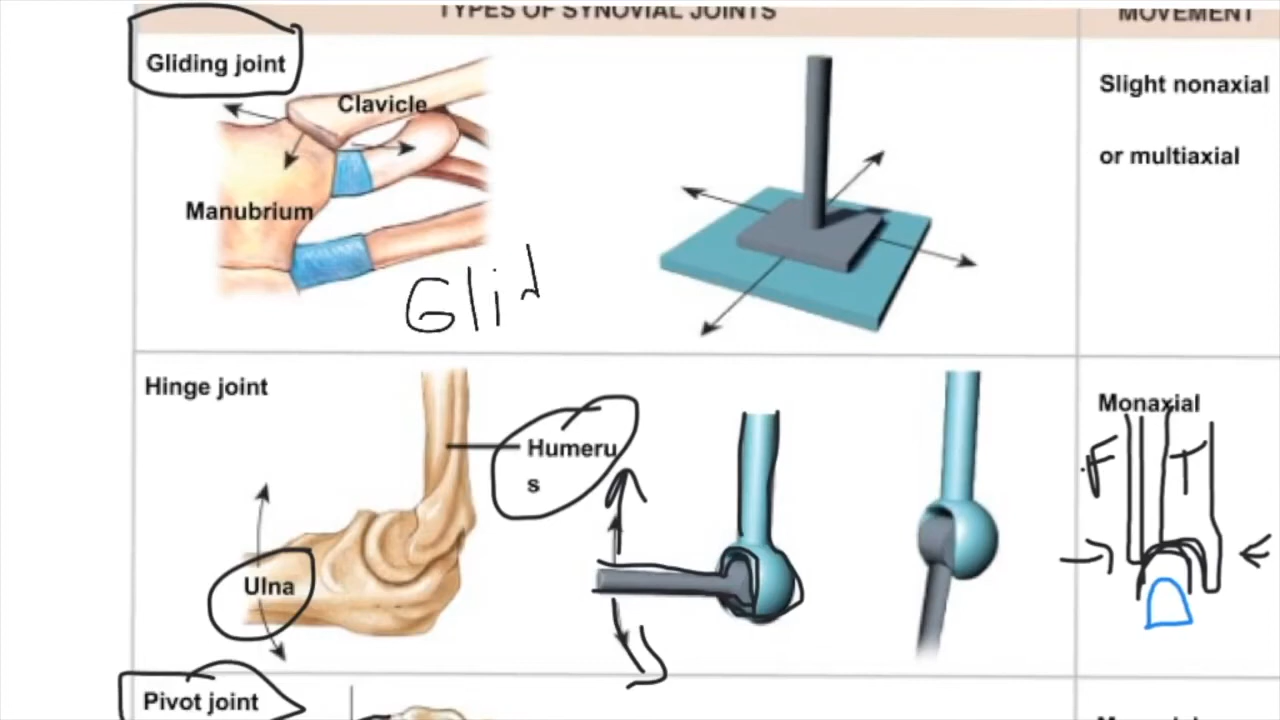 TYPES OF SYNOVIAL JOINTS
MOVEMENT
Gliding joint
Clavicle
Manubrium
Slight nonaxial
or multiaxial
Glid
Hinge joint
Humeru
s
Ulna
Monaxial
F
T
Pivot joint